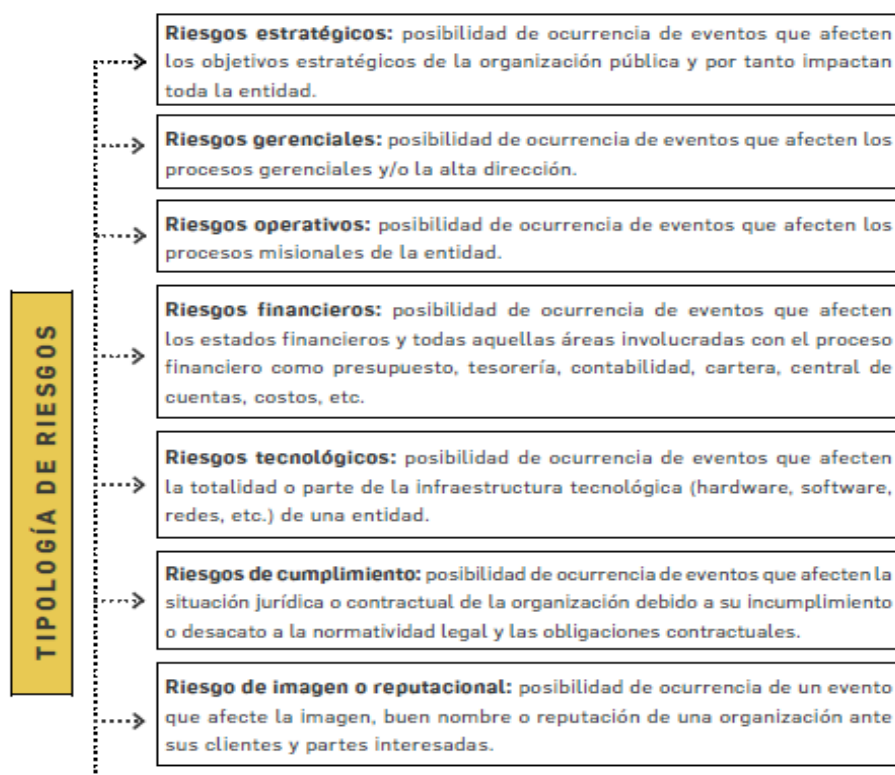 TIPOLOGÍA DE RIESGOS
Riesgos estratégicos: posibilidad de ocurrencia de eventos que afecten
los objetivos estratégicos de la organización pública y por tanto impactan
toda la entidad.
Riesgos gerenciales: posibilidad de ocurrencia de eventos que afecten los
procesos gerenciales y/o la alta dirección.
Riesgos operativos: posibilidad de ocurrencia de eventos que afecten los
procesos misionales de la entidad.
Riesgos financieros: posibilidad de ocurrencia de eventos que afecten
los estados financieros y todas aquellas áreas involucradas con el proceso
financiero como presupuesto, tesorería, contabilidad, cartera, central de
cuentas, costos, etc.
Riesgos tecnológicos: posibilidad de ocurrencia de eventos que afecten
la totalidad o parte de la infraestructura tecnológica (hardware, software,
redes, etc.) de una entidad.
Riesgos de cumplimiento: posibilidad de ocurrencia de eventos que afecten la
situación jurídica o contractual de la organización debido a su incumplimiento
o desacato a la normatividad legal y las obligaciones contractuales.
Riesgo de imagen o reputacional: posibilidad de ocurrencia de un evento
que afecte la imagen, buen nombre o reputación de una organización ante
sus clientes y partes interesadas.